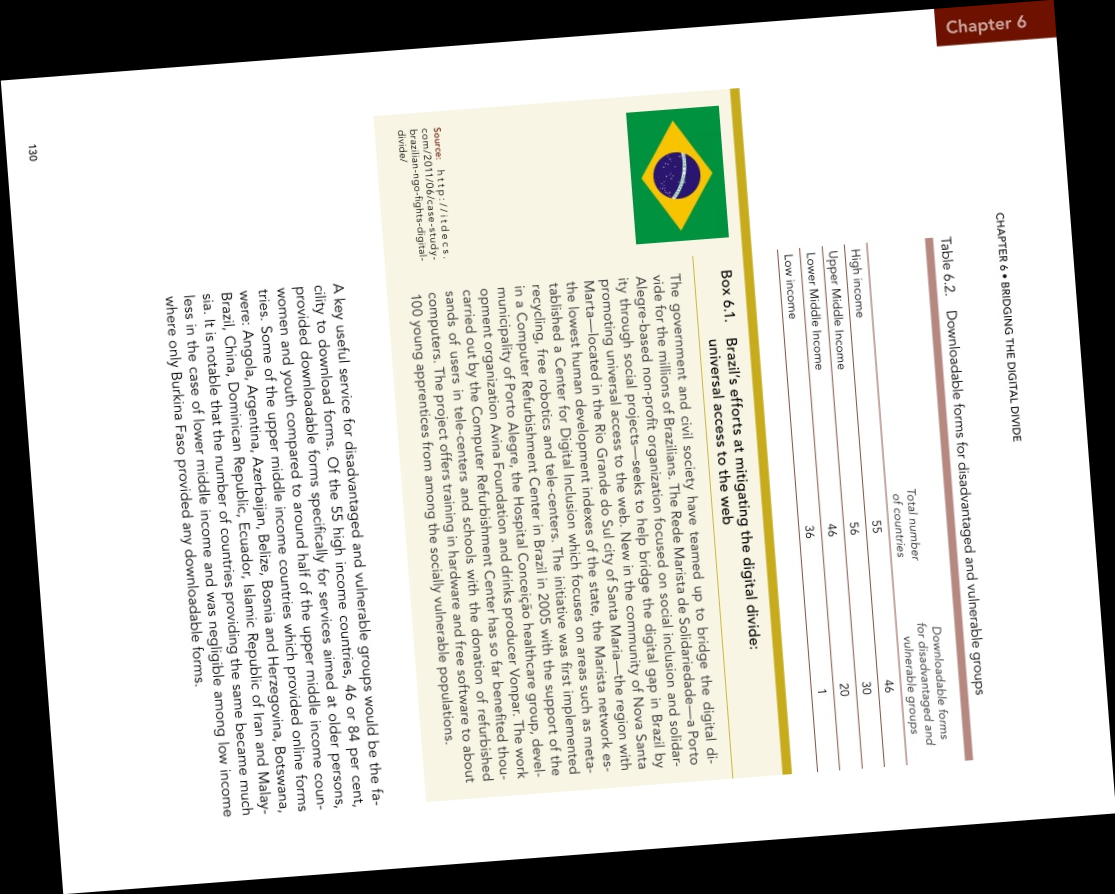 Chapter 6
CHAPTER 6 • BRIDGING THE DIGITAL DIVIDE
Table 6.2. Downloadable forms for disadvantaged and vulnerable groups
Total number
of countries
Downloadable forms
for disadvantaged and
vulnerable groups
High income 55 46
Upper Middle Income 56 30
Lower Middle Income 46 20
Low income 36 1
Box 6.1. Brazil's efforts at mitigating the digital divide:
universal access to the web
The government and civil society have teamed up to bridge the digital di-
vide for the millions of Brazilians. The Rede Marista de Solidariedade—a Porto
Alegre-based non-profit organization focused on social inclusion and solidar-
ity through social projects—seeks to help bridge the digital gap in Brazil by
promoting universal access to the web. New in the community of Nova Santa
Marta—located in the Rio Grande do Sul city of Santa Maria—the region with
the lowest human development indexes of the state, the Marista network es-
tablished a Center for Digital Inclusion which focuses on areas such as meta-
recycling, free robotics and tele-centers. The initiative was first implemented
in a Computer Refurbishment Center in Brazil in 2005 with the support of the
municipality of Porto Alegre, the Hospital Conceição healthcare group, devel-
opment organization Avina Foundation and drinks producer Vonpar. The work
carried out by the Computer Refurbishment Center has so far benefited thou-
sands of users in tele-centers and schools with the donation of refurbished
computers. The project offers training in hardware and free software to about
100 young apprentices from among the socially vulnerable populations.
Source: http://itdecs.
com/2011/06/case-study-
brazilian-ngo-fights-digital-
divide/
A key useful service for disadvantaged and vulnerable groups would be the fa-
cility to download forms. Of the 55 high income countries, 46 or 84 per cent,
provided downloadable forms specifically for services aimed at older persons,
women and youth compared to around half of the upper middle income coun-
tries. Some of the upper middle income countries which provided online forms
were: Angola, Argentina, Azerbaijan, Belize, Bosnia and Herzegovina, Botswana,
Brazil, China, Dominican Republic, Ecuador, Islamic Republic of Iran and Malay-
sia. It is notable that the number of countries providing the same became much
less in the case of lower middle income and was negligible among low income
where only Burkina Faso provided any downloadable forms.
130